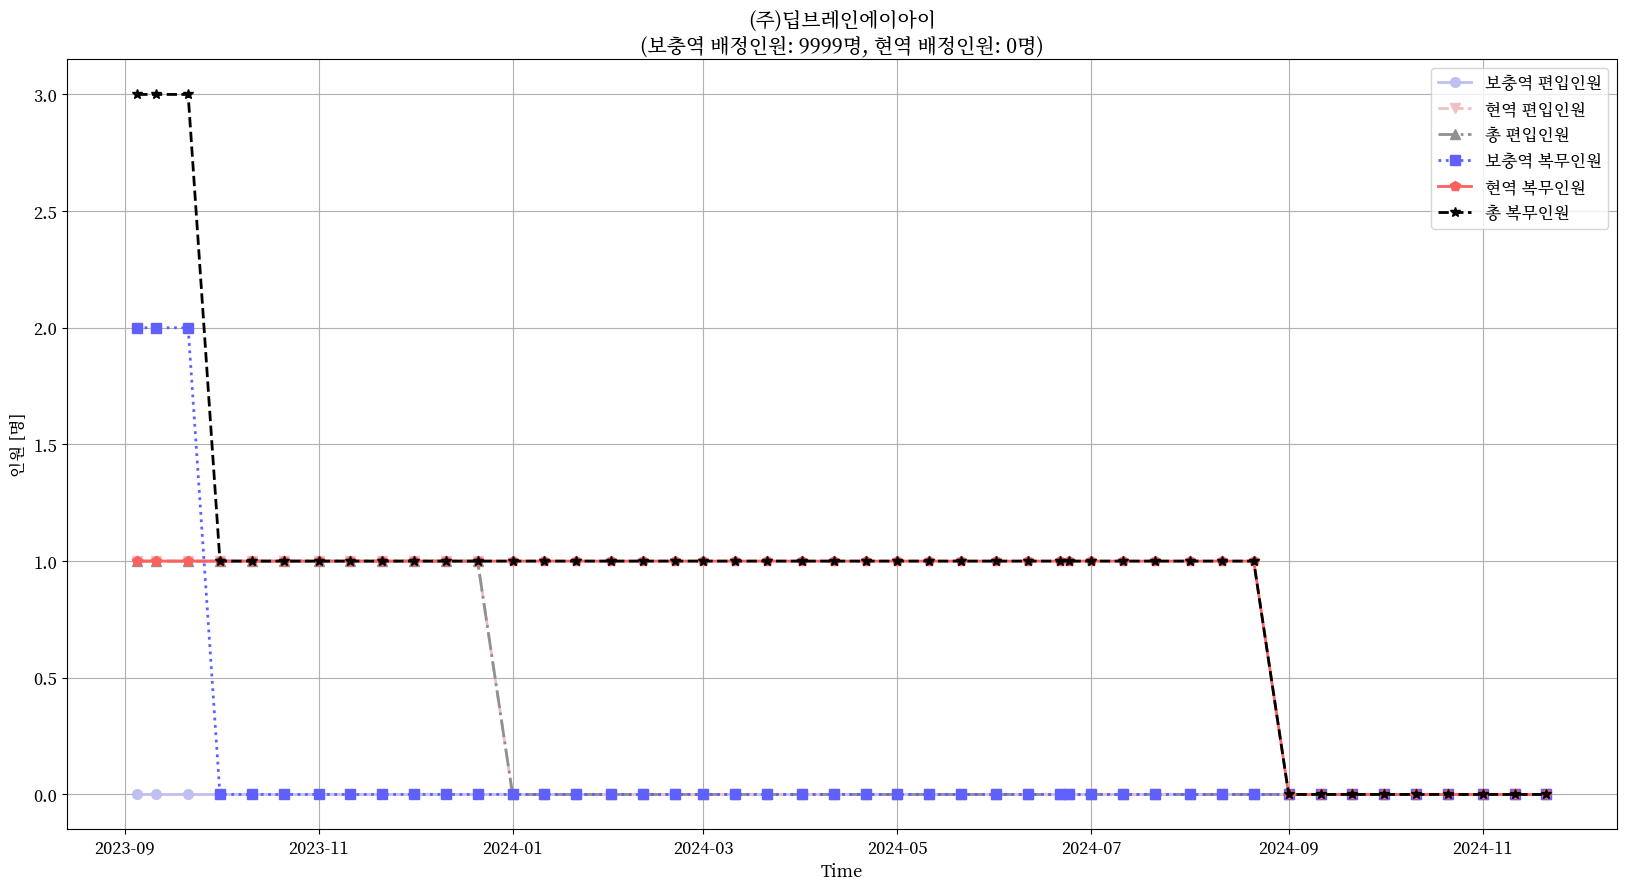 (주)딥브레인에이아이
(보충역 배정인원: 9999명, 현역 배정인원: 0명)
보충역 편입인원
현역 편입인원
총 편입인원
보충역 복무인원
현역 복무인원
총 복무인원
인원 [명]
3.0
2.5
2.0
1.5
1.0
0.5
0.0
2023-09
2023-11
2024-01
2024-03
2024-05
2024-07
2024-09
2024-11
Time